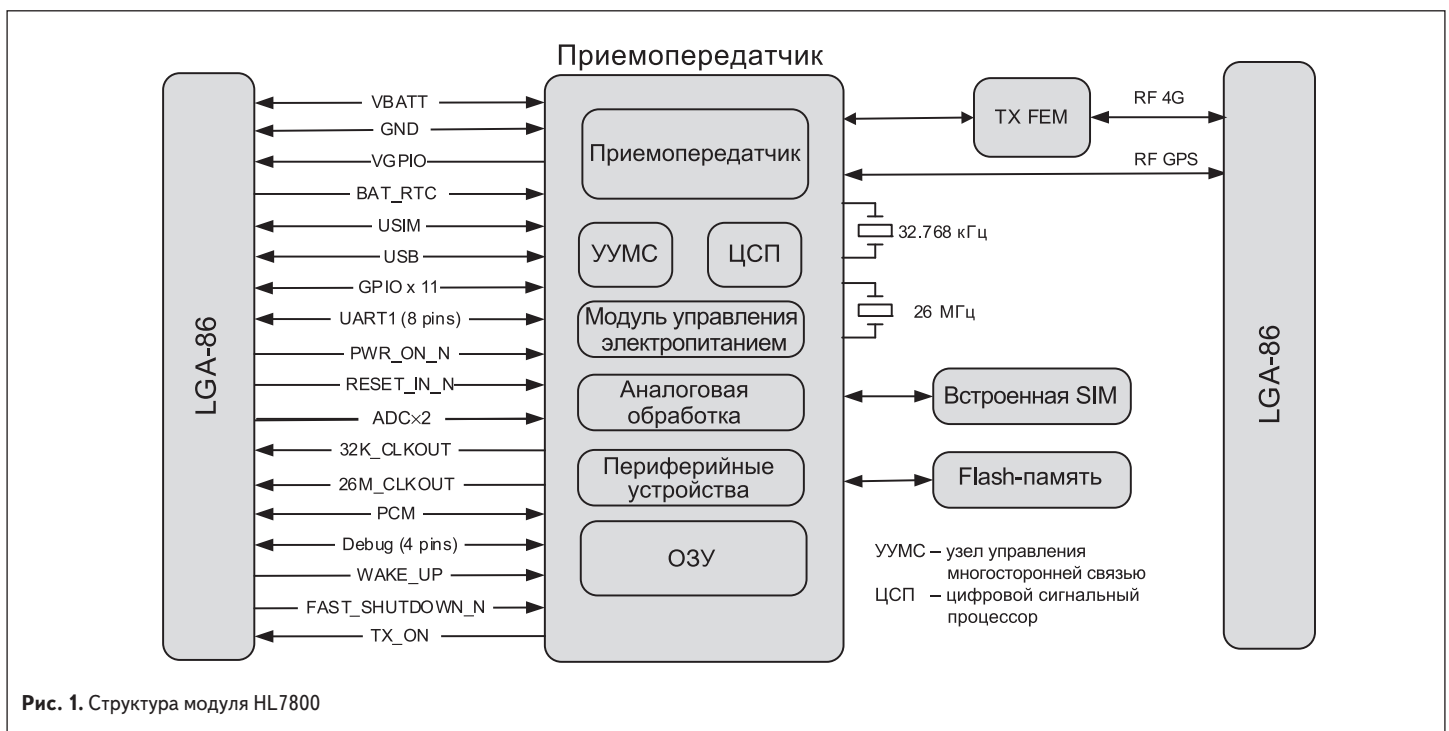 Приемопередатчик
LGA-86
VBATT
GND
VGPIO
BAT_RTC
USIM
USB
GPIO x 11
UART1 (8 pins)
PWR_ON_N
RESET_IN_N
ADC×2
32K_CLKOUT
26M_CLKOUT
PCM
Debug (4 pins)
WAKE_UP
FAST_SHUTDOWN_N
TX_ON
Приемопередатчик
УУМС
ЦСП
Модуль управления
электропитанием
Аналоговая
обработка
Периферийные
устройства
ОЗУ
TX FEM
RF 4G
RF GPS
32.768 кГц
26 МГц
Встроенная SIM
Flash-память
УУМС – узел управления
многосторонней связью
ЦСП – цифровой сигнальный
процессор
LGA-86
Рис. 1. Структура модуля HL7800